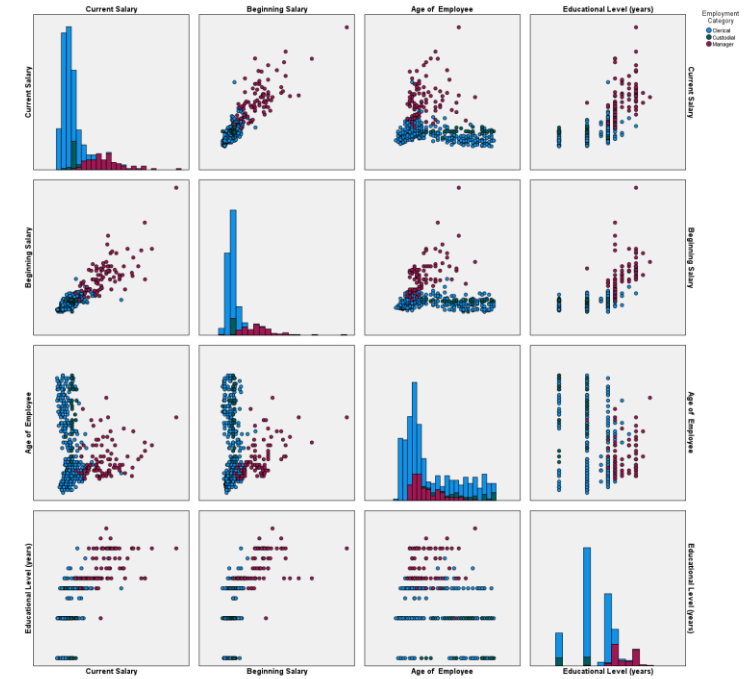 Current Salary
Beginning Salary
Age of Employee
Educational Level (years)
Employment
Category
Clerical
Custodial
Manager
Current Salary
Current Salary
Beginning Salary
Beginning Salary
Age of Employee
Age of Employee
Educational Level (years)
Educational Level (years)
Current Salary
Beginning Salary
Age of Employee
Educational Level (years)